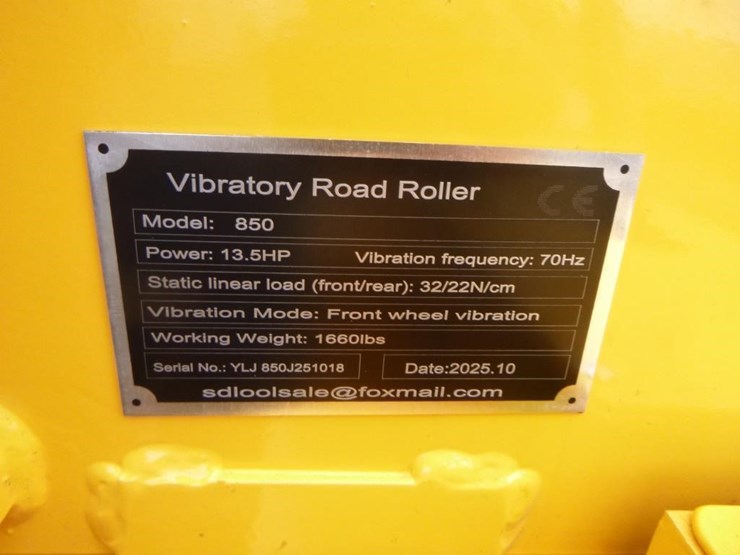 Vibratory Road Roller
CE
Model: 850
Power: 13.5HP Vibration frequency: 70Hz
Static linear load (front/rear): 32/22N/cm
Vibration Mode: Front wheel vibration
Working Weight: 1660lbs
Serial No.: YLJ 850J251018 Date:2025.10
sdloolsale@foxmail.com